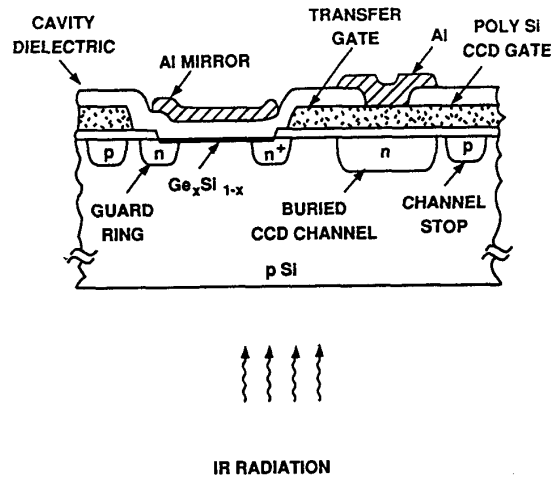 CAVITY
DIELECTRIC
Al MIRROR
TRANSFER
GATE
Al
POLY Si
CCD GATE
p
n
n+
n
p
GexSi 1-x
GUARD
RING
BURIED
CCD CHANNEL
CHANNEL
STOP
p Si
IR RADIATION